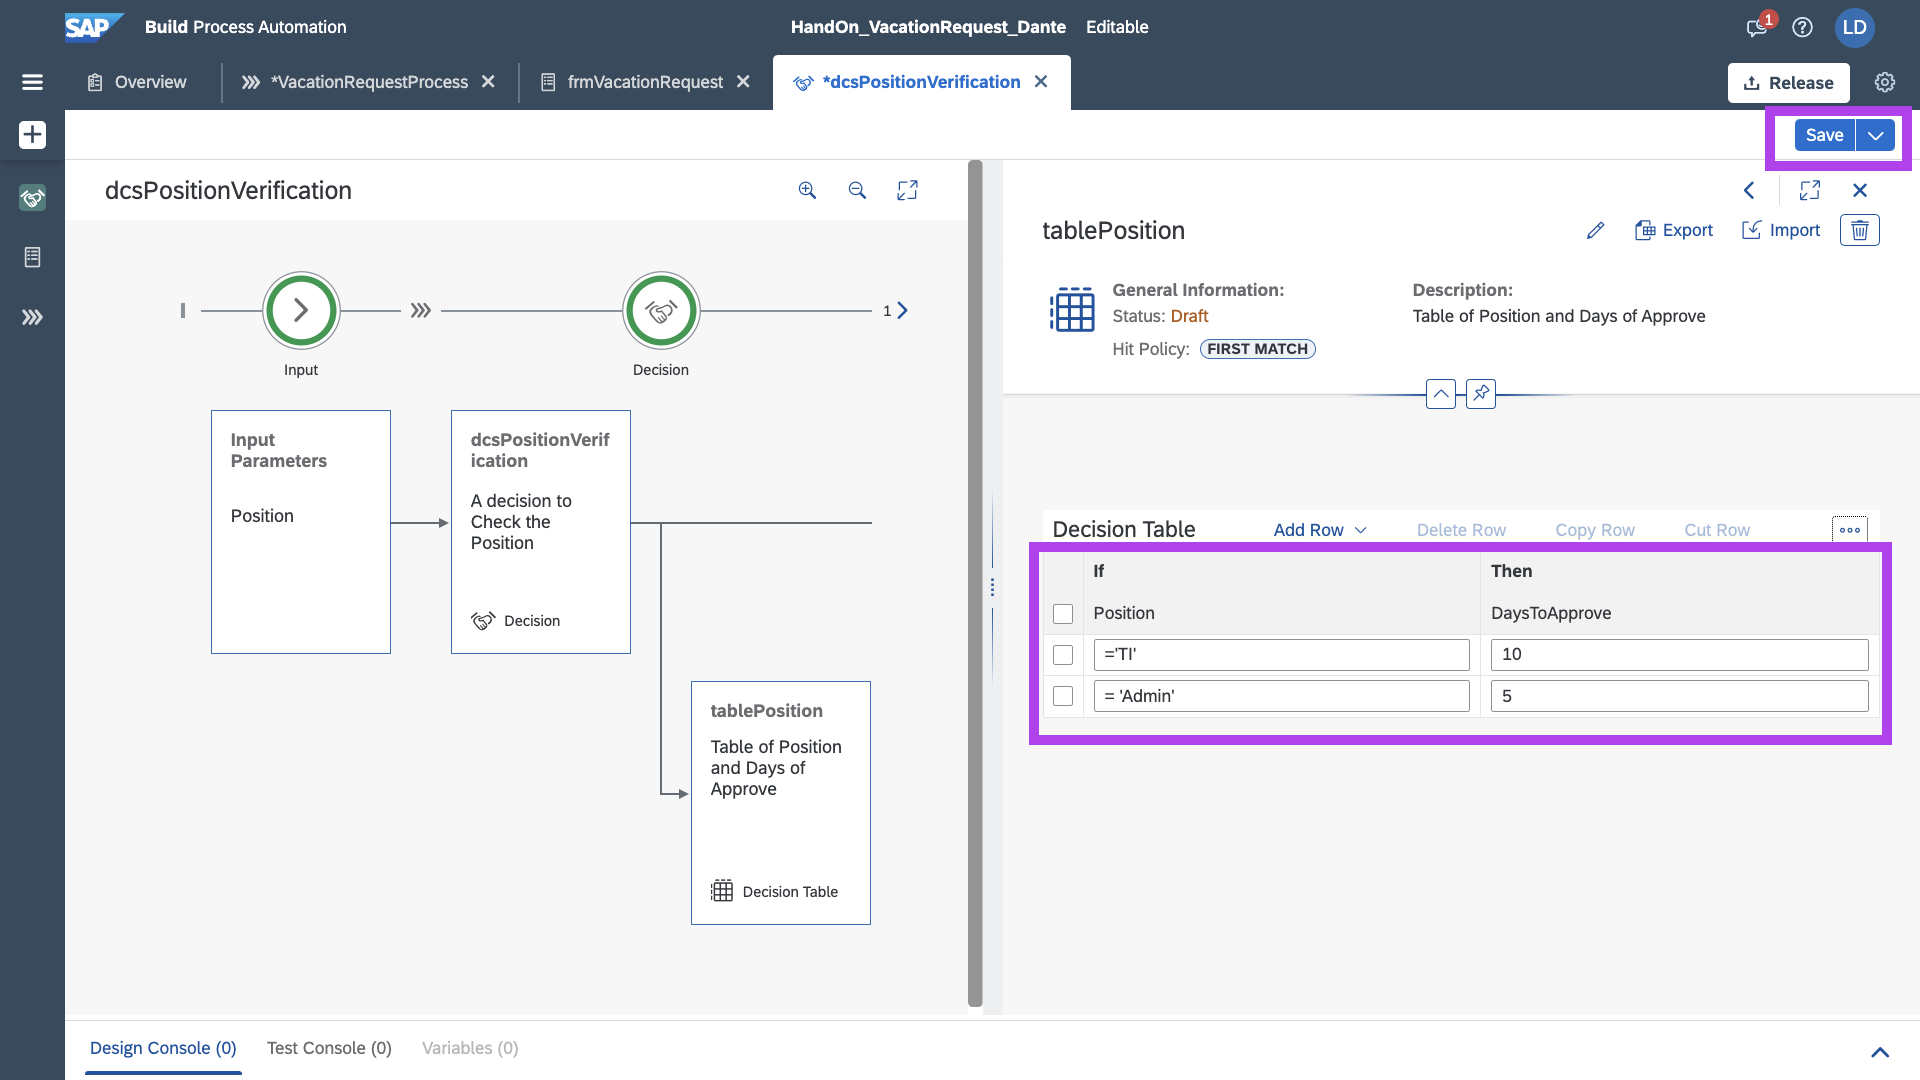 SAP Build Process Automation
HandOn_VacationRequest_Dante Editable
1
LD
Overview
*VacationRequestProcess
frmVacationRequest
*dcsPositionVerification
Release
Save
dcsPositionVerification
1
Input
Decision
Input
Parameters
Position
dcsPositionVerif
ication
A decision to
Check the
Position
Decision
tablePosition
Table of Position
and Days of
Approve
Decision Table
tablePosition
Export
Import
General Information:
Status: Draft
Hit Policy: FIRST MATCH
Description:
Table of Position and Days of Approve
Decision Table
Add Row
Delete Row
Copy Row
Cut Row
If
Then
Position
DaysToApprove
='TI'
10
= 'Admin'
5
Design Console (0)
Test Console (0)
Variables (0)